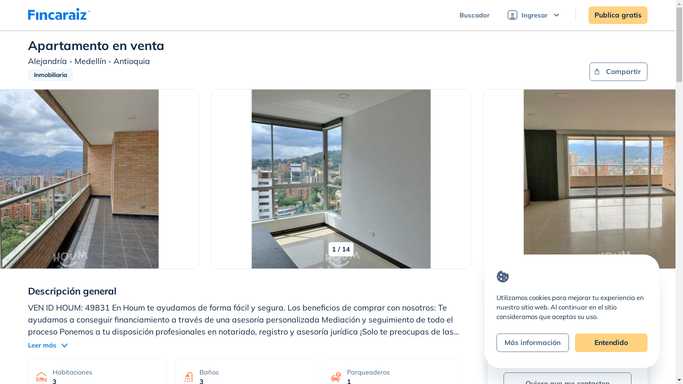 Fincaraiz
Buscador
Ingresar
Publica gratis
Apartamento en venta
Alejandría - Medellín - Antioquia
Inmobiliaria
Compartir
HOUM
HOUM
HOUM
1 / 14
Descripción general
VEN ID HOUM: 49831 En Houm te ayudamos de forma fácil y segura. Los beneficios de comprar con nosotros: Te
ayudamos a conseguir financiamiento a través de una asesoría personalizada Mediación y seguimiento de todo el
proceso Ponemos a tu disposición profesionales en notariado, registro y asesoría jurídica ¡Solo te preocupas de las...
Leer más
Habitaciones
3
Baños
3
Parqueaderos
1
Utilizamos cookies para mejorar tu experiencia en
nuestro sitio web. Al continuar en el sitio
consideramos que aceptas su uso.
Más información
Entendido
Quiero que me contacten